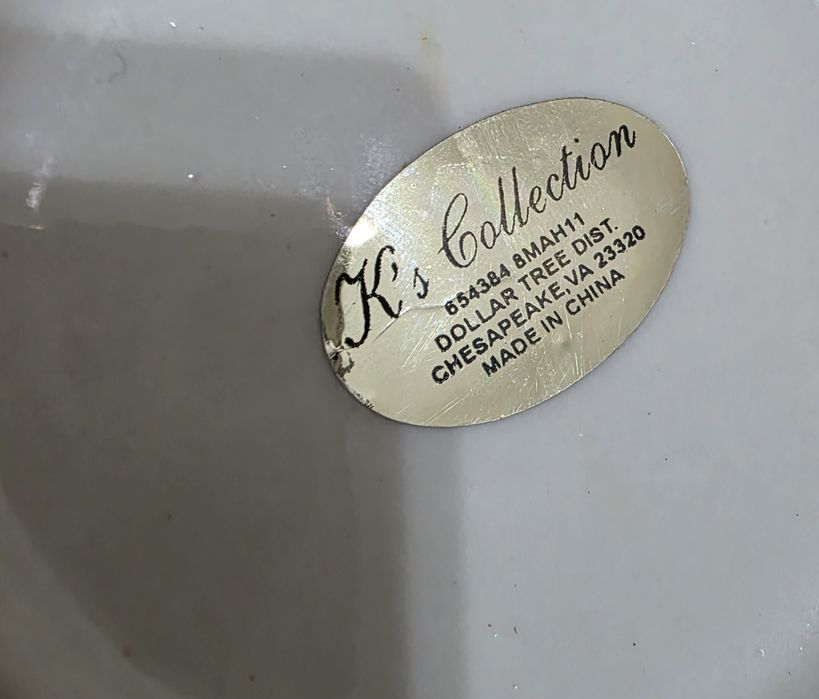 K's Collection
654384 8MAH11
DOLLAR TREE DIST.
CHESAPEAKE,VA 23320
MADE IN CHINA